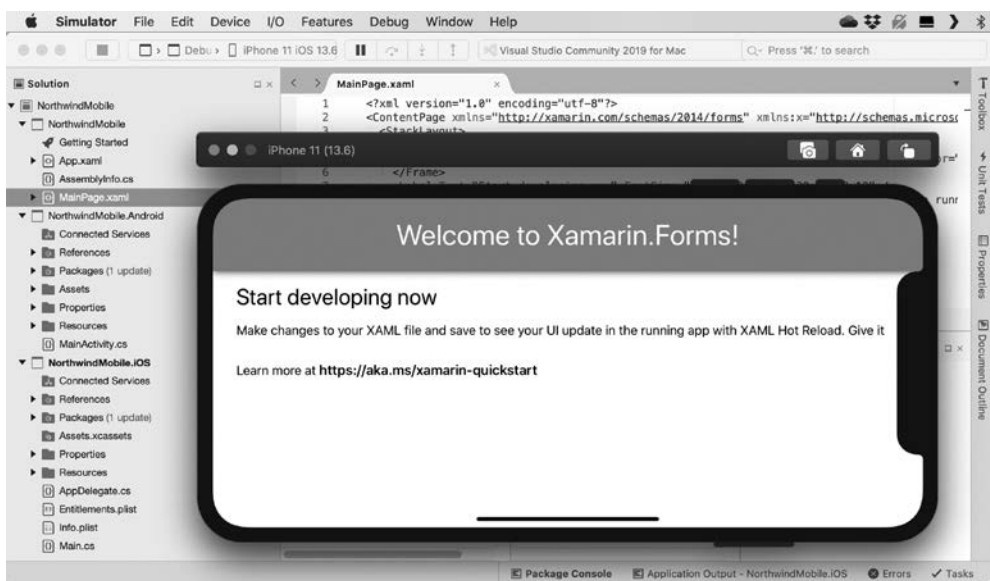 Simulator File Edit Device I/O Features Debug Window Help
Debu › iPhone 11 iOS 13.6 Visual Studio Community 2019 for Mac Press '⌘.' to search
Solution
MainPage.xaml
NorthwindMobile
NorthwindMobile
Getting Started
App.xaml
AssemblyInfo.cs
MainPage.xaml
NorthwindMobile.Android
Connected Services
References
Packages (1 update)
Assets
Properties
Resources
MainActivity.cs
NorthwindMobile.iOS
Connected Services
References
Packages (1 update)
Assets.xcassets
Properties
Resources
AppDelegate.cs
Entitlements.plist
Info.plist
Main.cs
1 <?xml version="1.0" encoding="utf-8"?>
2 <ContentPage xmlns="http://xamarin.com/schemas/2014/forms" xmlns:x="http://schemas.microso
3 <StackLayout>
iPhone 11 (13.6)
6 </Frame>
runr
Welcome to Xamarin.Forms!
Start developing now
Make changes to your XAML file and save to see your UI update in the running app with XAML Hot Reload. Give it
Learn more at https://aka.ms/xamarin-quickstart
Toolbox
Unit Tests
Properties
Document Outline
Package Console Application Output - NorthwindMobile.iOS Errors Tasks